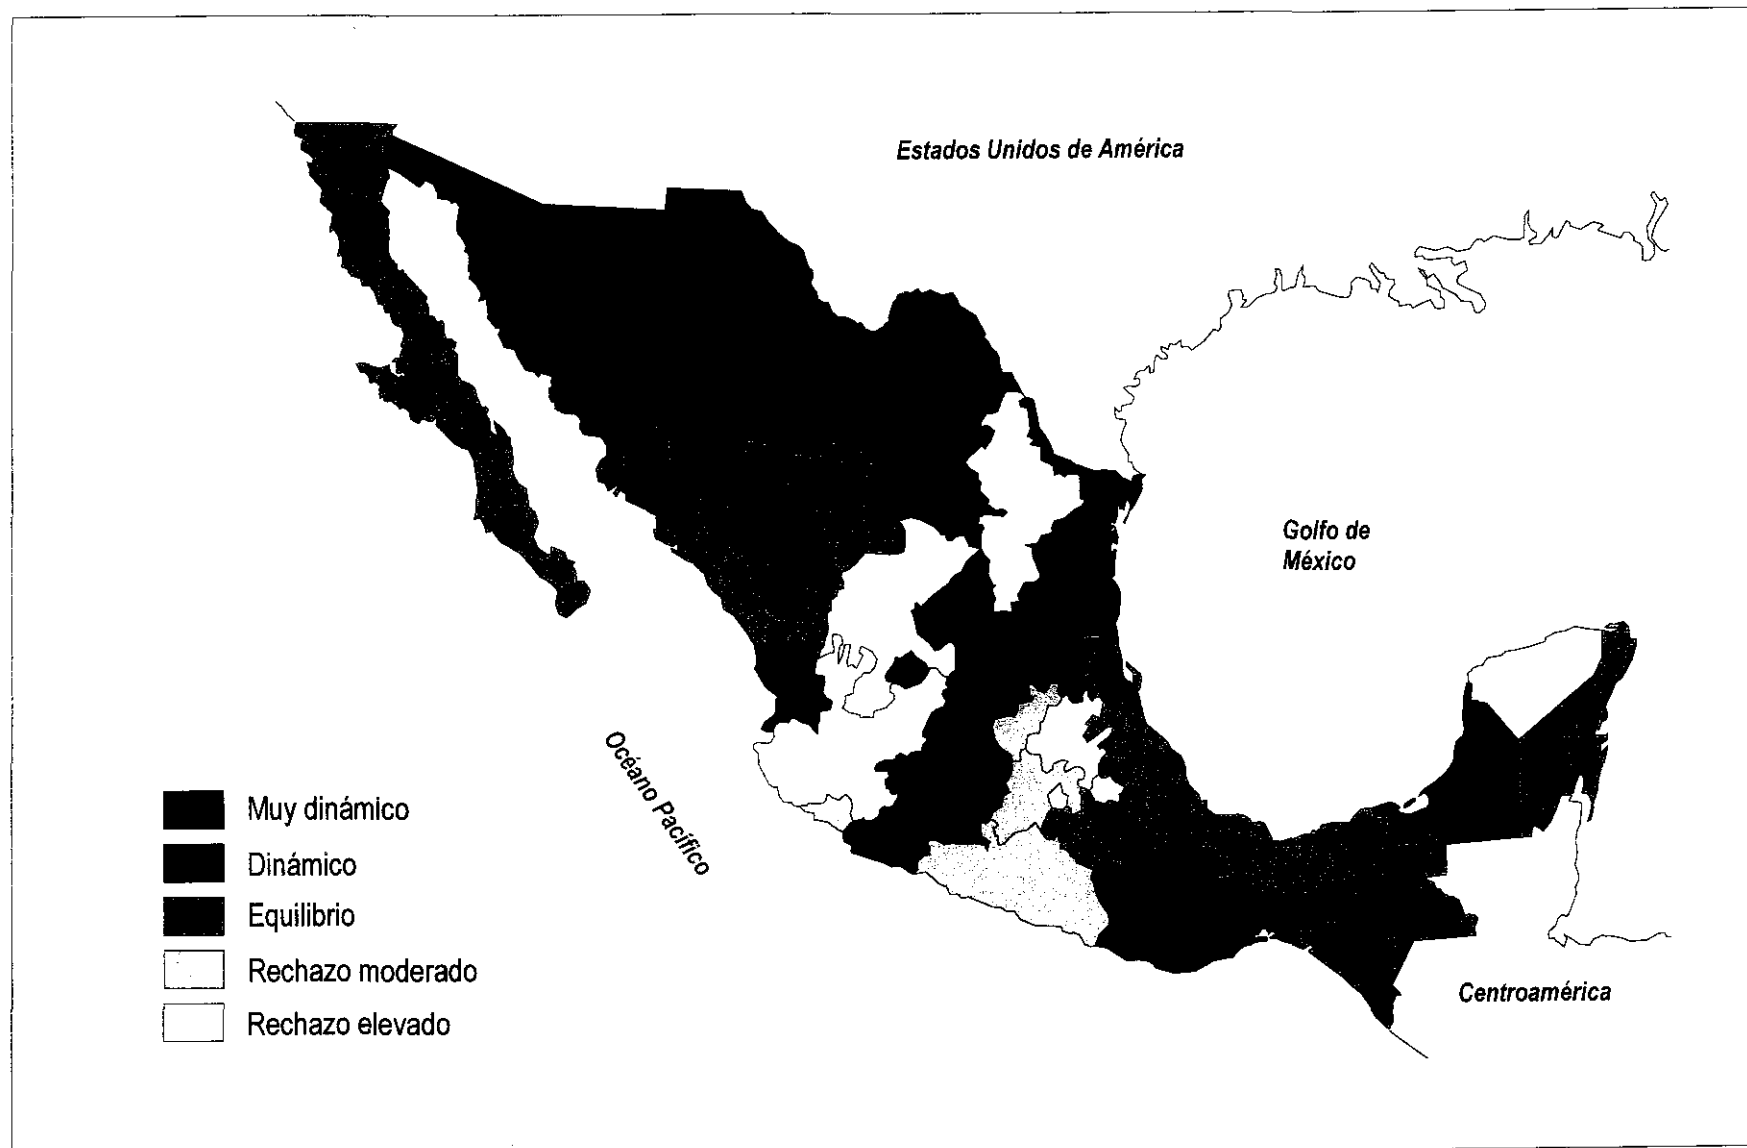 Estados Unidos de América
Golfo de
México
Océano Pacífico
Muy dinámico
Dinámico
Equilibrio
Rechazo moderado
Rechazo elevado
Centroamérica